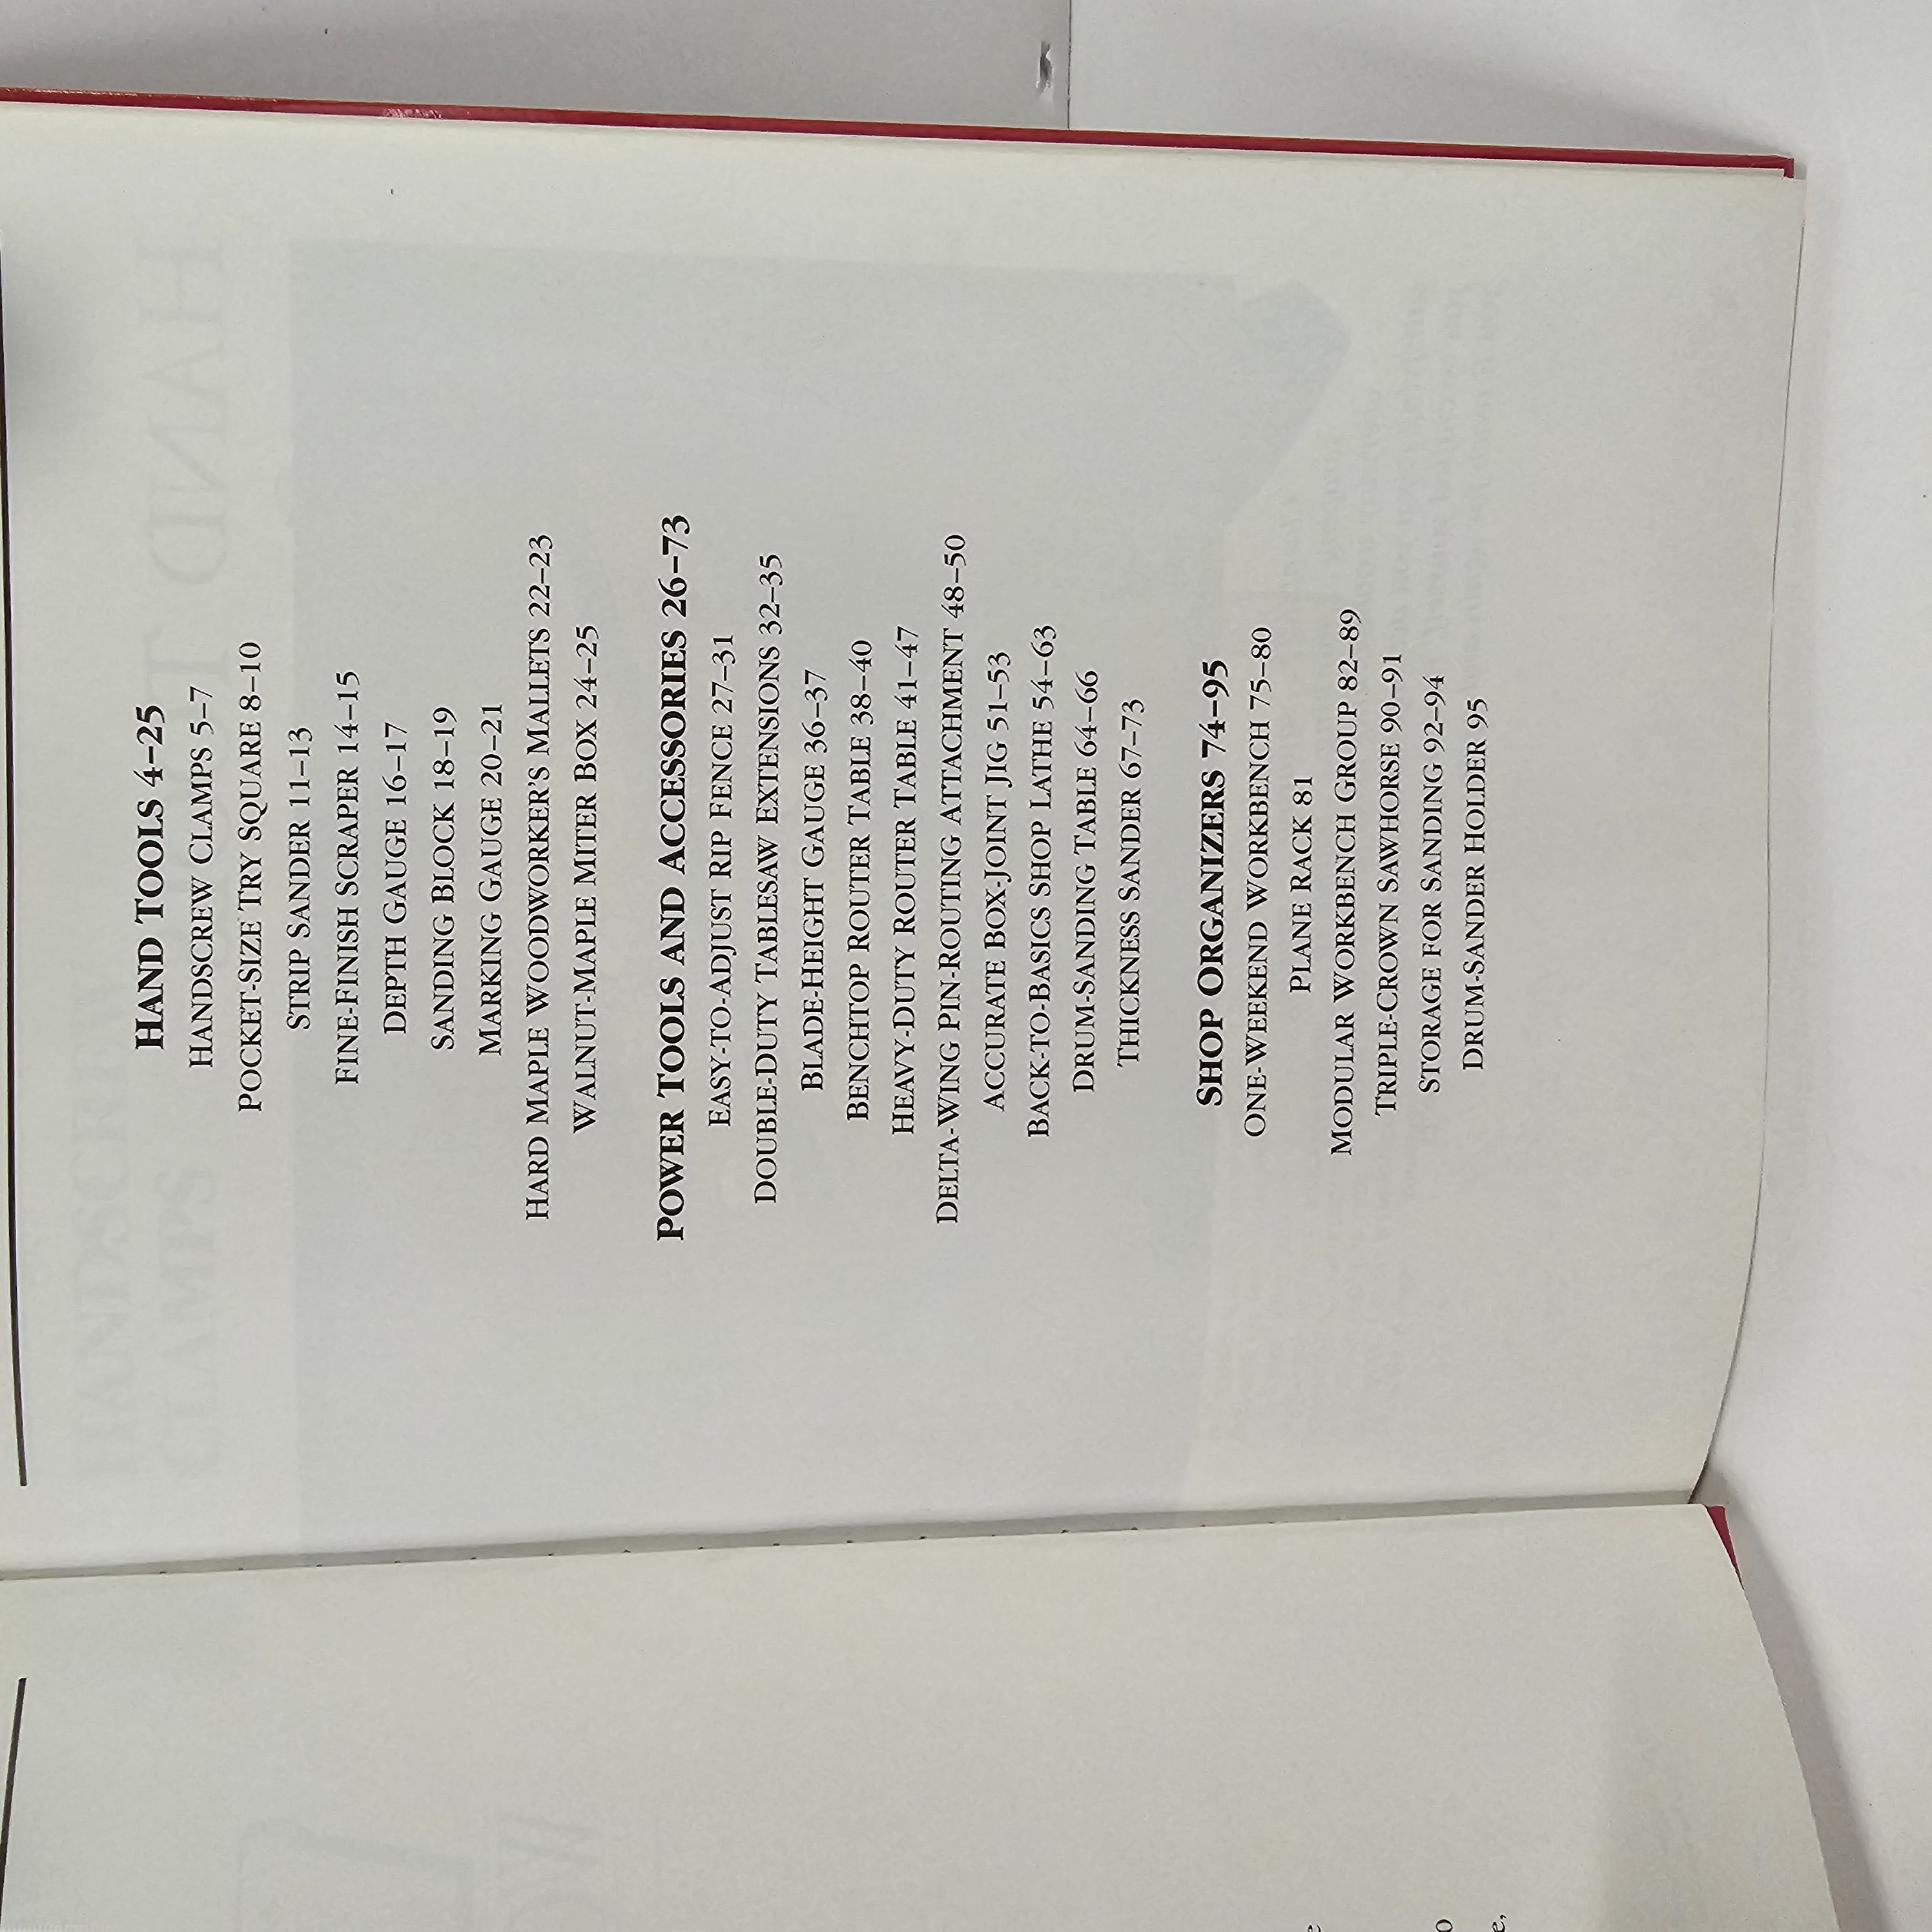 HAND TOOLS 4–25
HANDSCREW CLAMPS 5–7
POCKET-SIZE TRY SQUARE 8–10
STRIP SANDER 11–13
FINE-FINISH SCRAPER 14–15
DEPTH GAUGE 16–17
SANDING BLOCK 18–19
MARKING GAUGE 20–21
HARD MAPLE WOODWORKER'S MALLETS 22–23
WALNUT-MAPLE MITER BOX 24–25
POWER TOOLS AND ACCESSORIES 26–73
EASY-TO-ADJUST RIP FENCE 27–31
DOUBLE-DUTY TABLESAW EXTENSIONS 32–35
BLADE-HEIGHT GAUGE 36–37
BENCHTOP ROUTER TABLE 38–40
HEAVY-DUTY ROUTER TABLE 41–47
DELTA-WING PIN-ROUTING ATTACHMENT 48–50
ACCURATE BOX-JOINT JIG 51–53
BACK-TO-BASICS SHOP LATHE 54–63
DRUM-SANDING TABLE 64–66
THICKNESS SANDER 67–73
SHOP ORGANIZERS 74–95
ONE-WEEKEND WORKBENCH 75–80
PLANE RACK 81
MODULAR WORKBENCH GROUP 82–89
TRIPLE-CROWN SAWHORSE 90–91
STORAGE FOR SANDING 92–94
DRUM-SANDER HOLDER 95